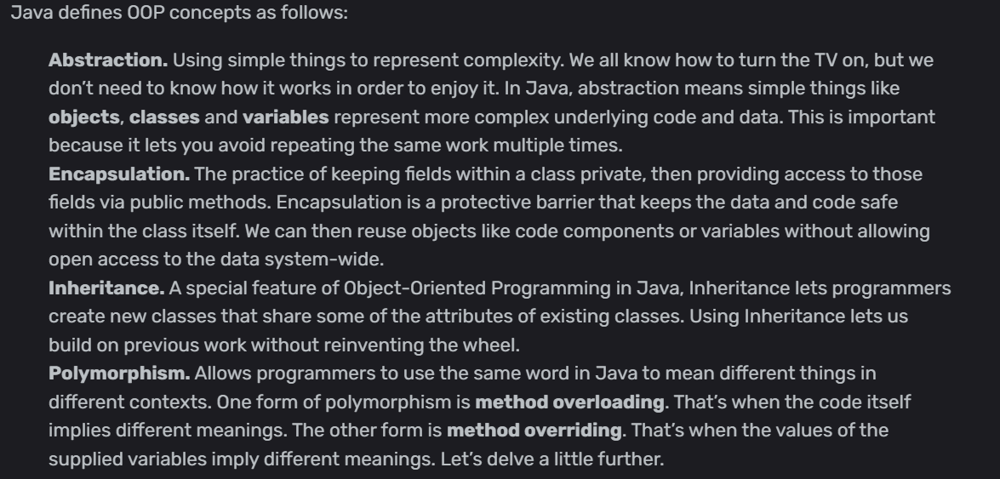 Java defines OOP concepts as follows:
Abstraction. Using simple things to represent complexity. We all know how to turn the TV on, but we
don't need to know how it works in order to enjoy it. In Java, abstraction means simple things like
objects, classes and variables represent more complex underlying code and data. This is important
because it lets you avoid repeating the same work multiple times.
Encapsulation. The practice of keeping fields within a class private, then providing access to those
fields via public methods. Encapsulation is a protective barrier that keeps the data and code safe
within the class itself. We can then reuse objects like code components or variables without allowing
open access to the data system-wide.
Inheritance. A special feature of Object-Oriented Programming in Java, Inheritance lets programmers
create new classes that share some of the attributes of existing classes. Using Inheritance lets us
build on previous work without reinventing the wheel.
Polymorphism. Allows programmers to use the same word in Java to mean different things in
different contexts. One form of polymorphism is method overloading. That's when the code itself
implies different meanings. The other form is method overriding. That's when the values of the
supplied variables imply different meanings. Let's delve a little further.